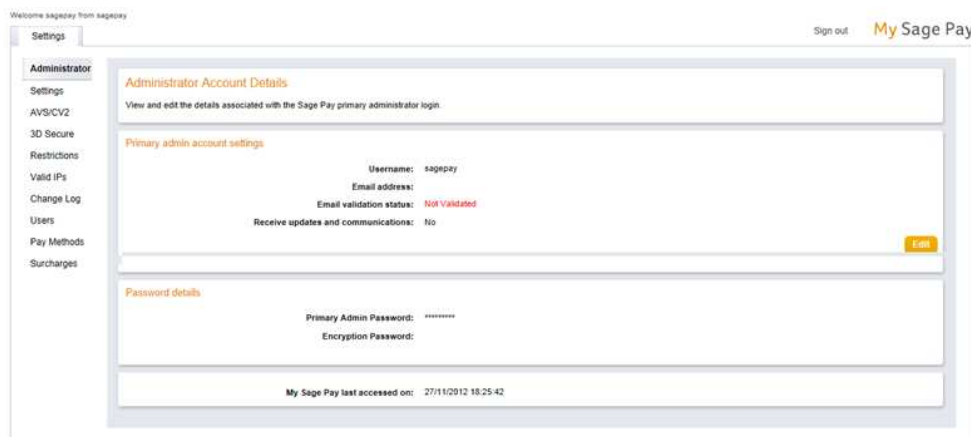 Welcome sagepay from sagepay
Settings
Sign out
My Sage Pay
Administrator
Settings
AVS/CV2
3D Secure
Restrictions
Valid IPs
Change Log
Users
Pay Methods
Surcharges
Administrator Account Details
View and edit the details associated with the Sage Pay primary administrator login.
Primary admin account settings
Username: sagepay
Email address:
Email validation status: Not Validated
Receive updates and communications: No
Edit
Password details
Primary Admin Password: *********
Encryption Password:
My Sage Pay last accessed on: 27/11/2012 18:25:42